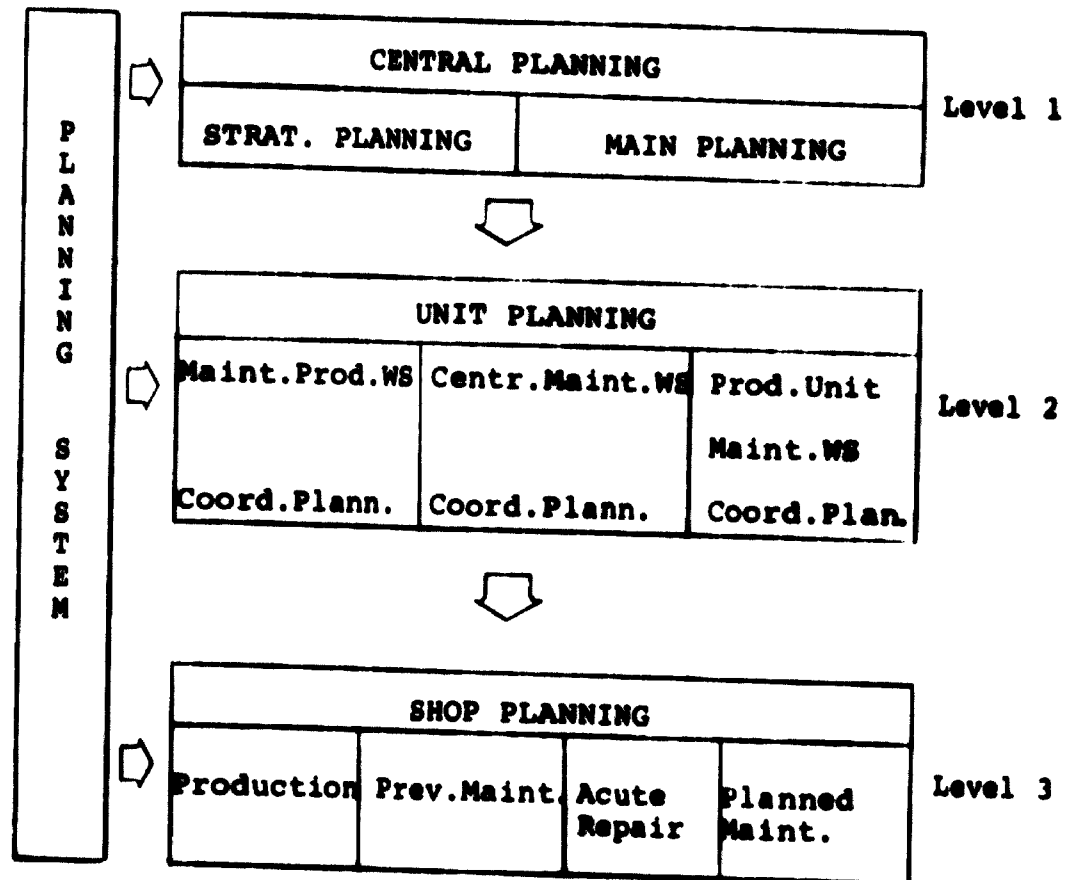 PLANNING SYSTEM
CENTRAL PLANNING
STRAT. PLANNING
MAIN PLANNING
Level 1
UNIT PLANNING
Maint.Prod.WS
Coord.Plann.
Centr.Maint.WS
Coord.Plann.
Prod.Unit
Maint.WS
Coord.Plan.
Level 2
SHOP PLANNING
Production
Prev.Maint.
Acute
Repair
Planned
Maint.
Level 3